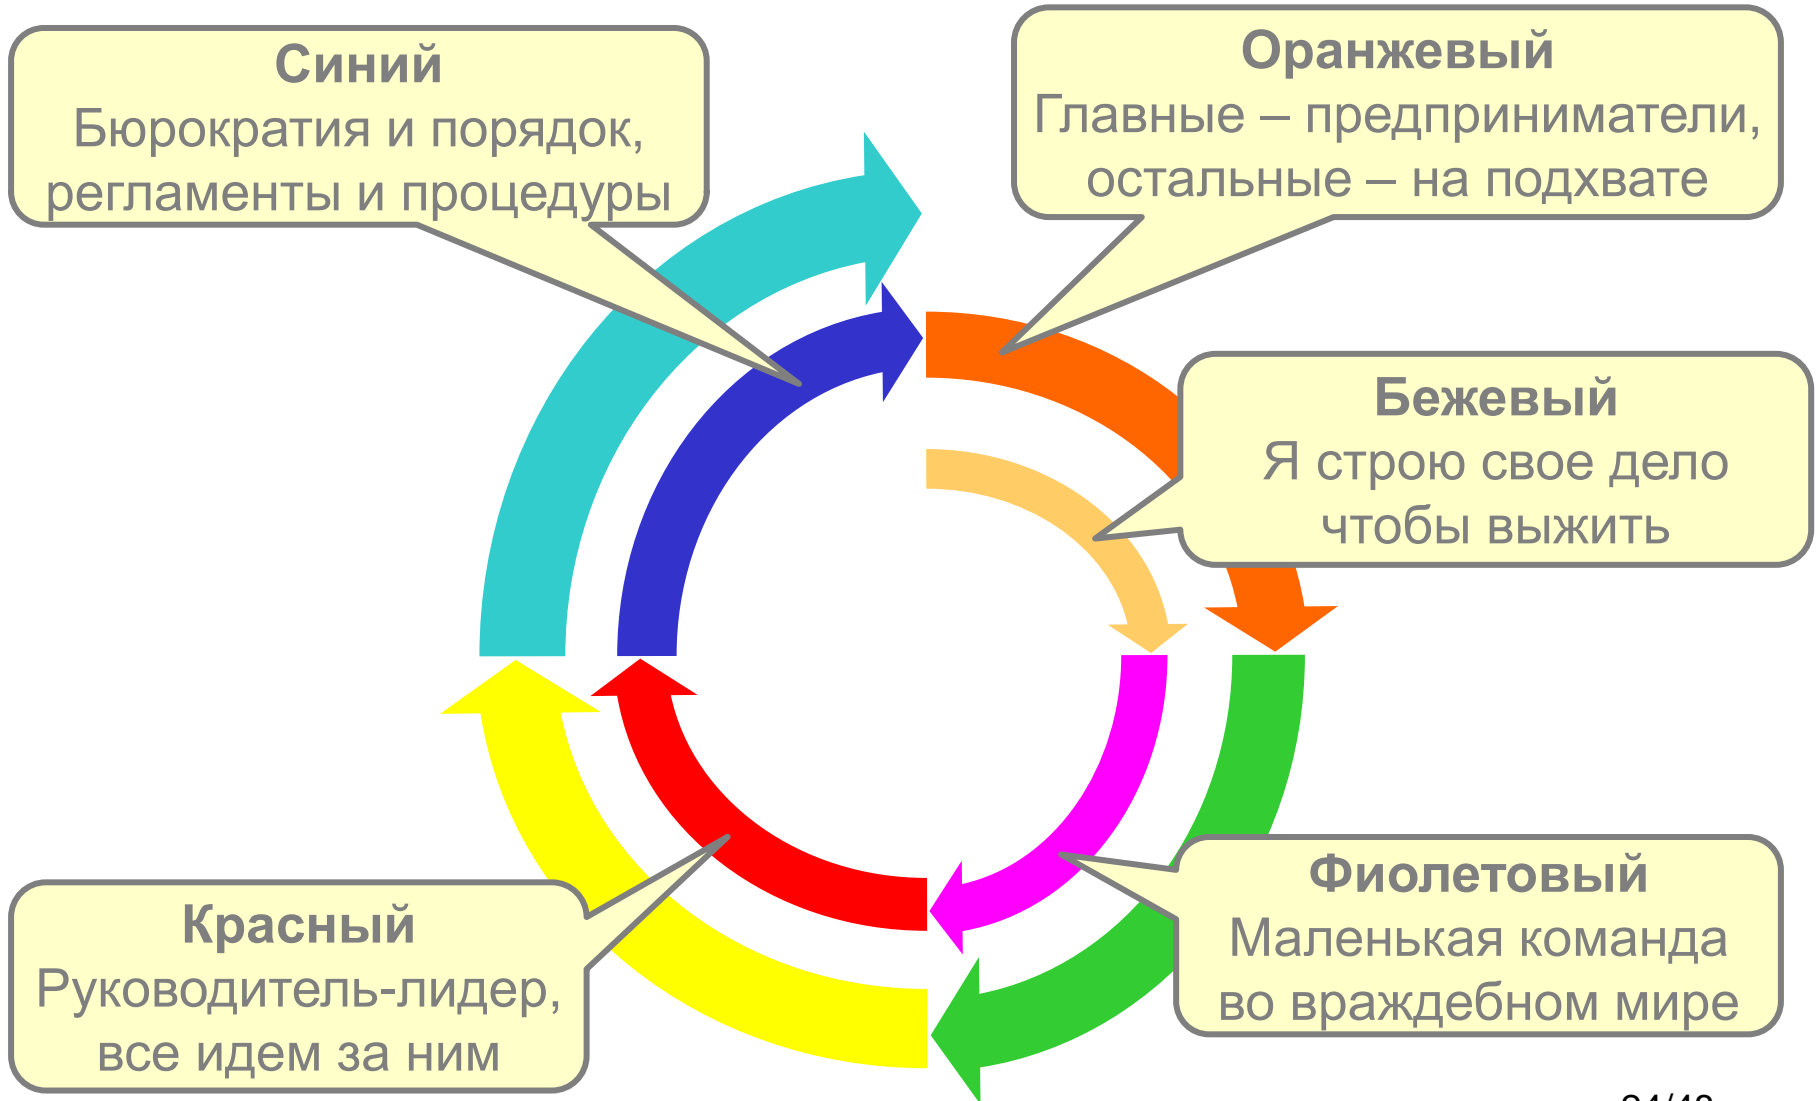 Синий
Бюрократия и порядок,
регламенты и процедуры
Оранжевый
Главные – предприниматели,
остальные – на подхвате
Бежевый
Я строю свое дело
чтобы выжить
Фиолетовый
Маленькая команда
во враждебном мире
Красный
Руководитель-лидер,
все идем за ним